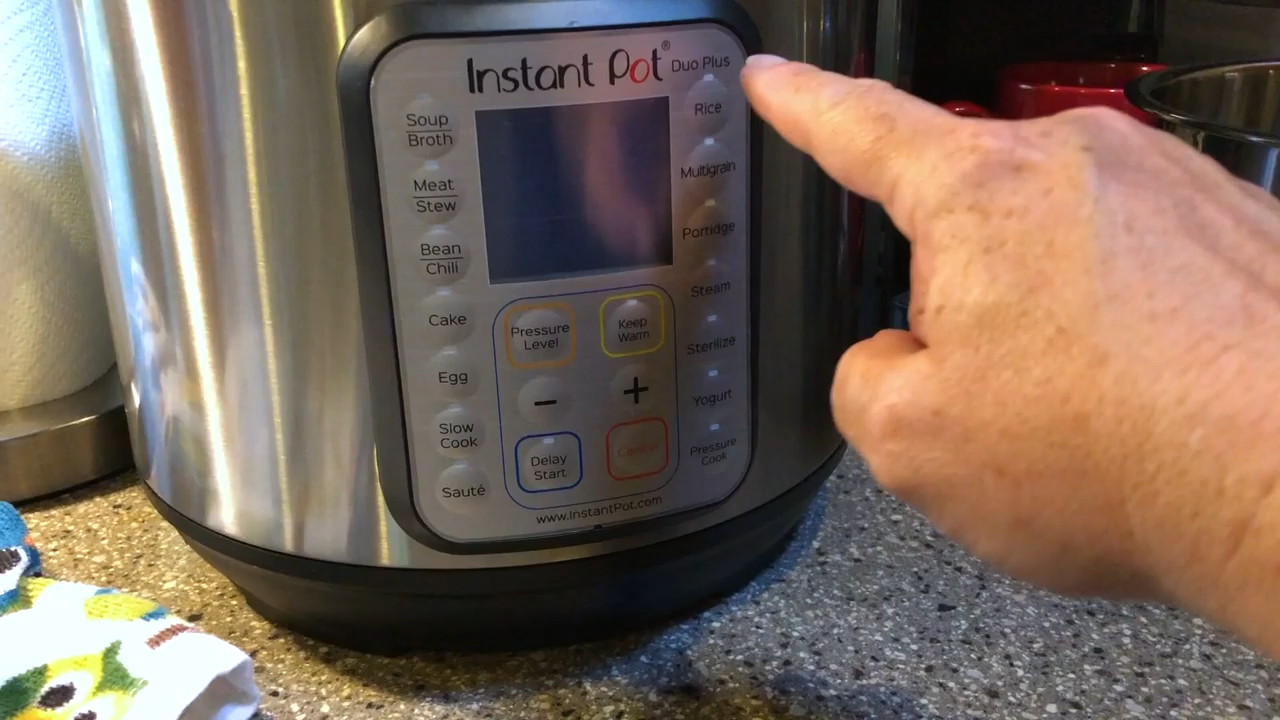 Instant Pot® Duo Plus
Soup
Broth
Meat
Stew
Bean
Chili
Cake
Egg
Slow
Cook
Sauté
Pressure
Level
Keep
Warm
−
+
Delay
Start
Cancel
Rice
Multigrain
Porridge
Steam
Sterilize
Yogurt
Pressure
Cook
www.InstantPot.com